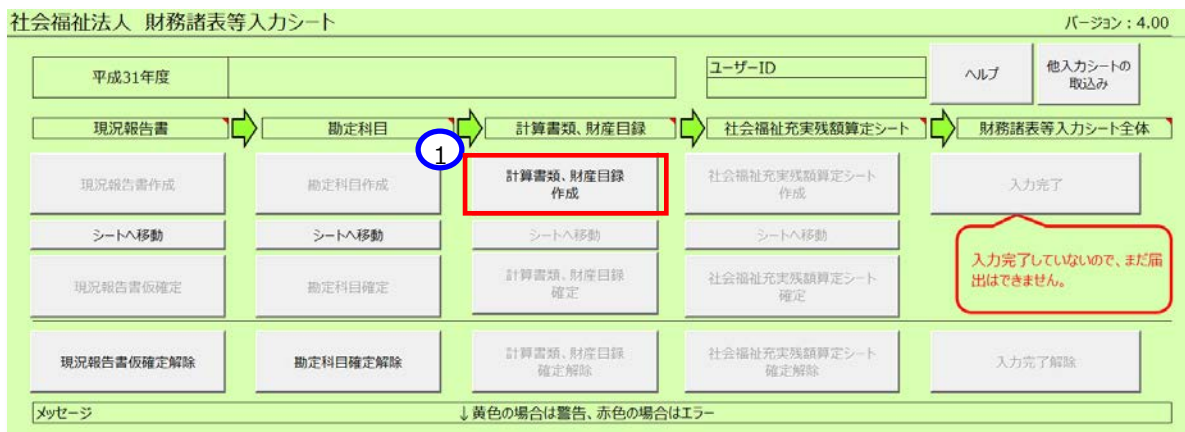 社会福祉法人 財務諸表等入力シート
バージョン:4.00
平成31年度
ユーザーID
ヘルプ
他入力シートの
取込み
現況報告書
勘定科目
計算書類、財産目録
社会福祉充実残額算定シート
財務諸表等入力シート全体
1
現況報告書作成
勘定科目作成
計算書類、財産目録
作成
社会福祉充実残額算定シート
作成
入力完了
シートへ移動
シートへ移動
シートへ移動
シートへ移動
入力完了していないので、まだ届
出はできません。
現況報告書仮確定
勘定科目確定
計算書類、財産目録
確定
社会福祉充実残額算定シート
確定
現況報告書仮確定解除
勘定科目確定解除
計算書類、財産目録
確定解除
社会福祉充実残額算定シート
確定解除
入力完了解除
メッセージ
↓黄色の場合は警告、赤色の場合はエラー